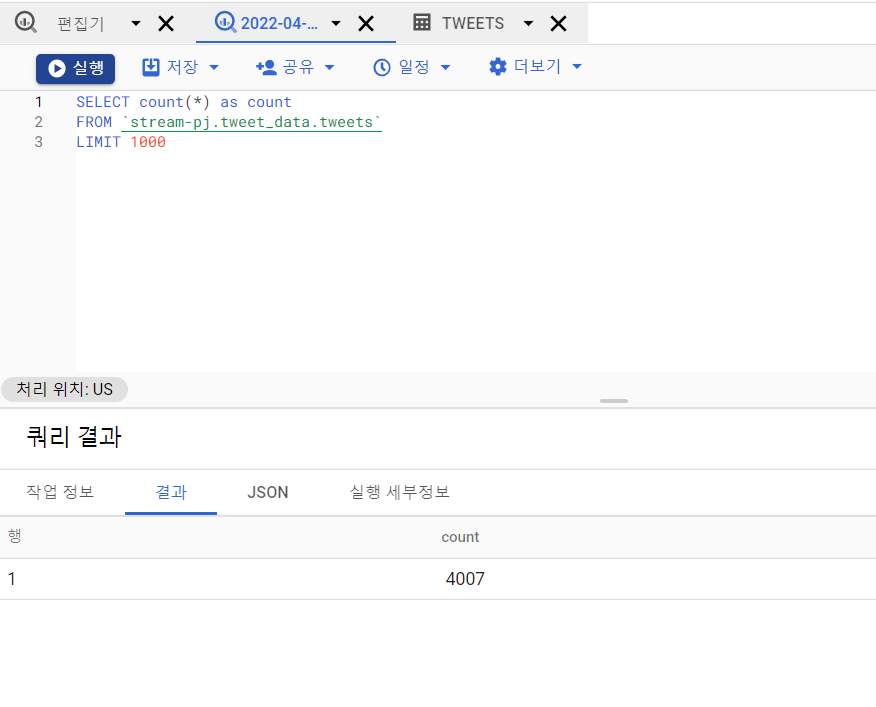 편집기 2022-04-... TWEETS
실행 저장 공유 일정 더보기
1 SELECT count(*) as count
2 FROM `stream-pj.tweet_data.tweets`
3 LIMIT 1000
처리 위치: US
쿼리 결과
작업 정보 결과 JSON 실행 세부정보
행 count
1 4007